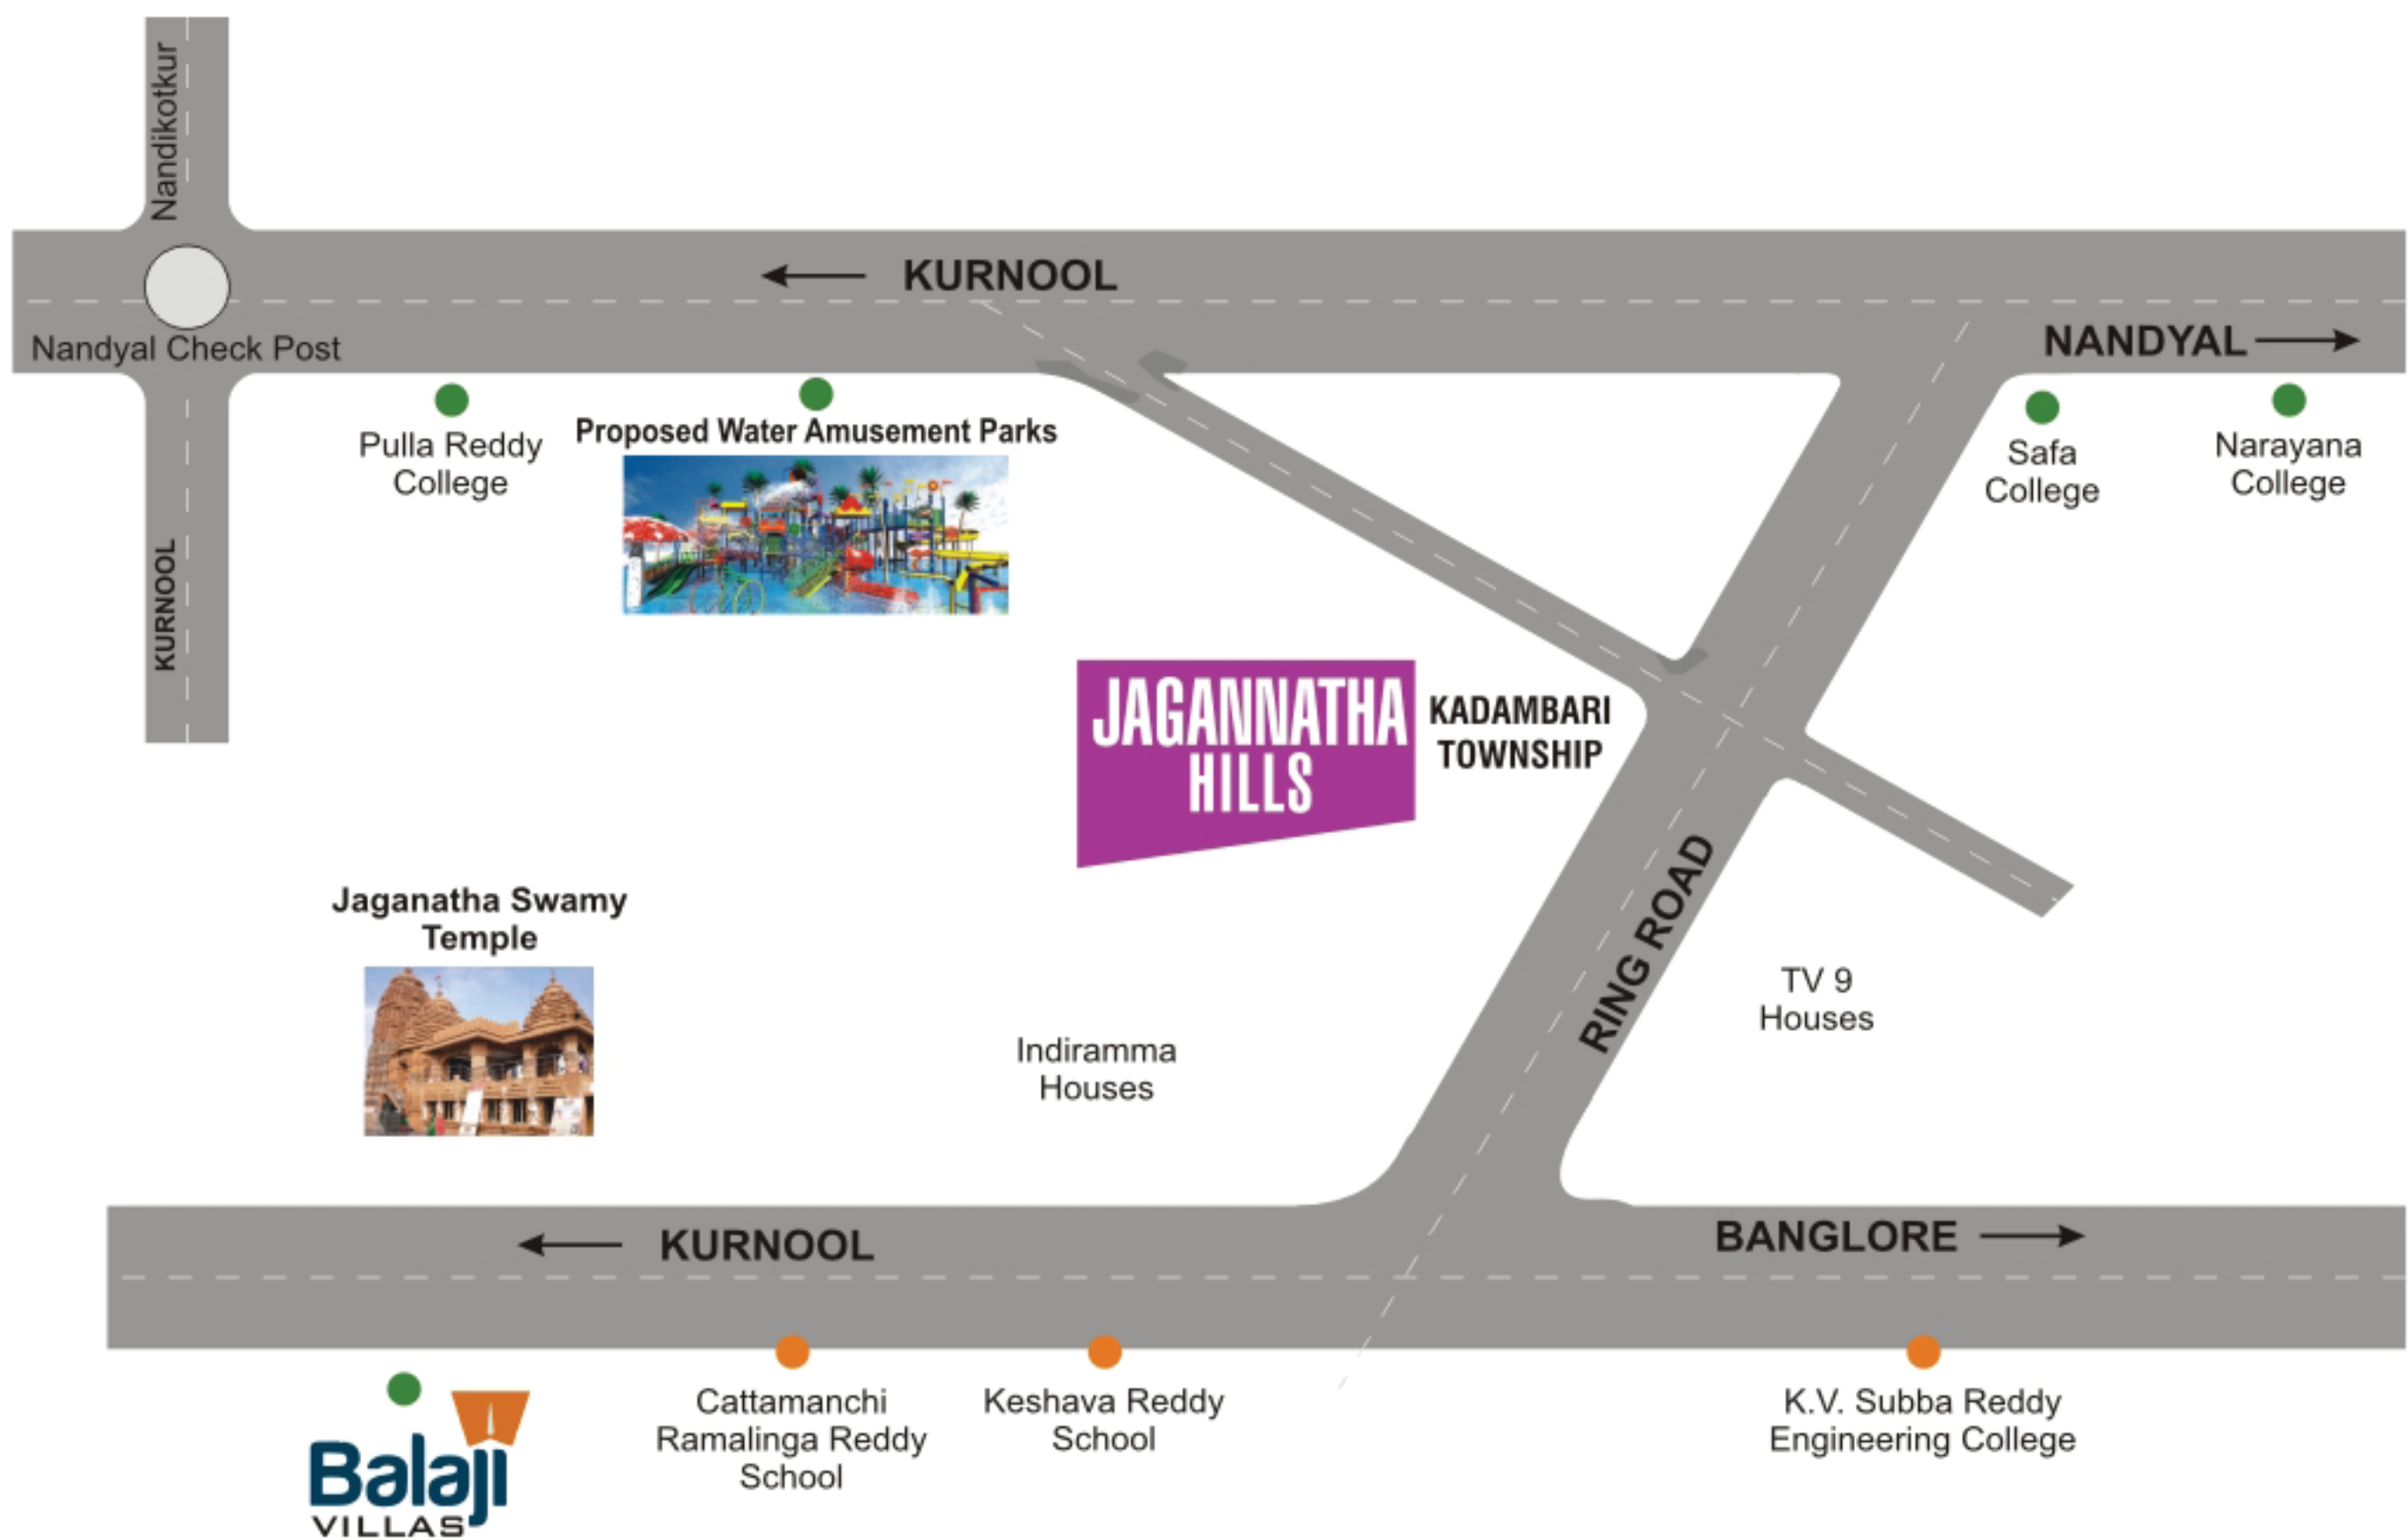 Nandikotkur
KURNOOL
NANDYAL
Nandyal Check Post
Pulla Reddy
College
Proposed Water Amusement Parks
Safa
College
Narayana
College
KURNOOL
JAGANNATHA
HILLS
KADAMBARI
TOWNSHIP
RING ROAD
Jaganatha Swamy
Temple
TV 9
Houses
Indiramma
Houses
KURNOOL
BANGLORE
Cattamanchi
Ramalinga Reddy
School
Keshava Reddy
School
K.V. Subba Reddy
Engineering College
Balaji
VILLAS